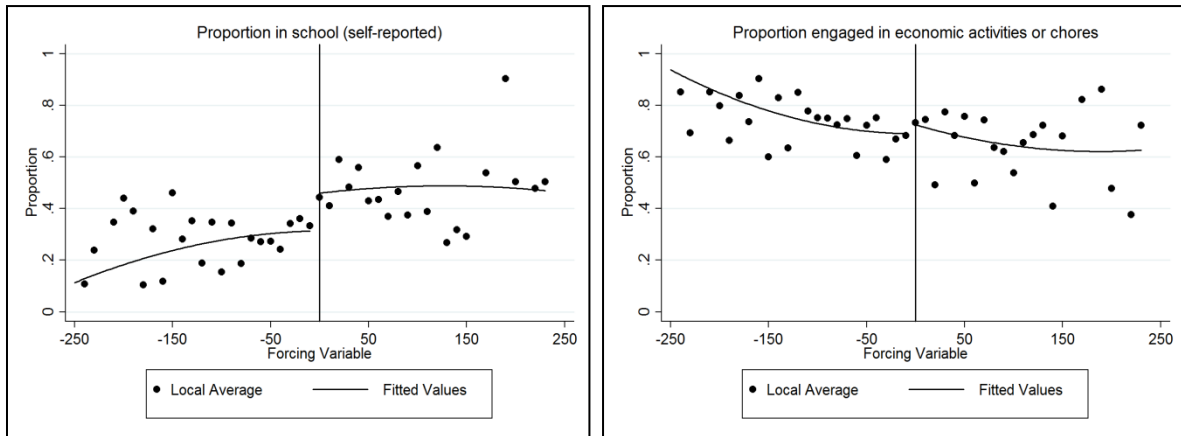 Proportion in school (self-reported)
1
.8
.6
.4
.2
0
Proportion
-250
-150
-50
50
150
250
Forcing Variable
Local Average
Fitted Values
Proportion engaged in economic activities or chores
1
.8
.6
.4
.2
0
Proportion
-250
-150
-50
50
150
250
Forcing Variable
Local Average
Fitted Values